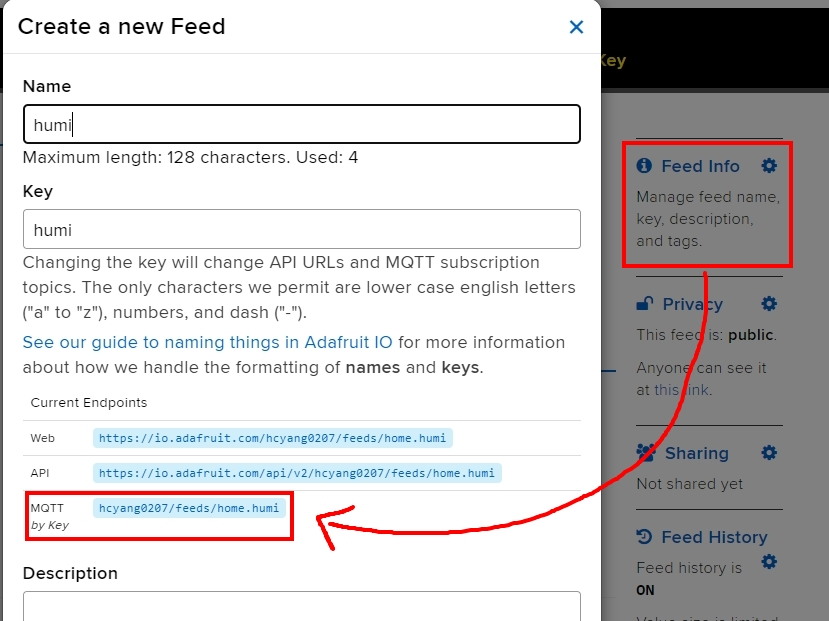 Create a new Feed
Key
Name
humi
Maximum length: 128 characters. Used: 4
Key
humi
Changing the key will change API URLs and MQTT subscription
topics. The only characters we permit are lower case english letters
("a" to "z"), numbers, and dash ("-").
See our guide to naming things in Adafruit IO for more information
about how we handle the formatting of names and keys.
Current Endpoints
Web https://io.adafruit.com/hcyang0207/feeds/home.humi
API https://io.adafruit.com/api/v2/hcyang0207/feeds/home.humi
MQTT hcyang0207/feeds/home.humi
by Key
Description
Feed Info
Manage feed name,
key, description,
and tags.
Privacy
This feed is: public.
Anyone can see it
at this link.
Sharing
Not shared yet
Feed History
Feed history is
ON
Value size is limited